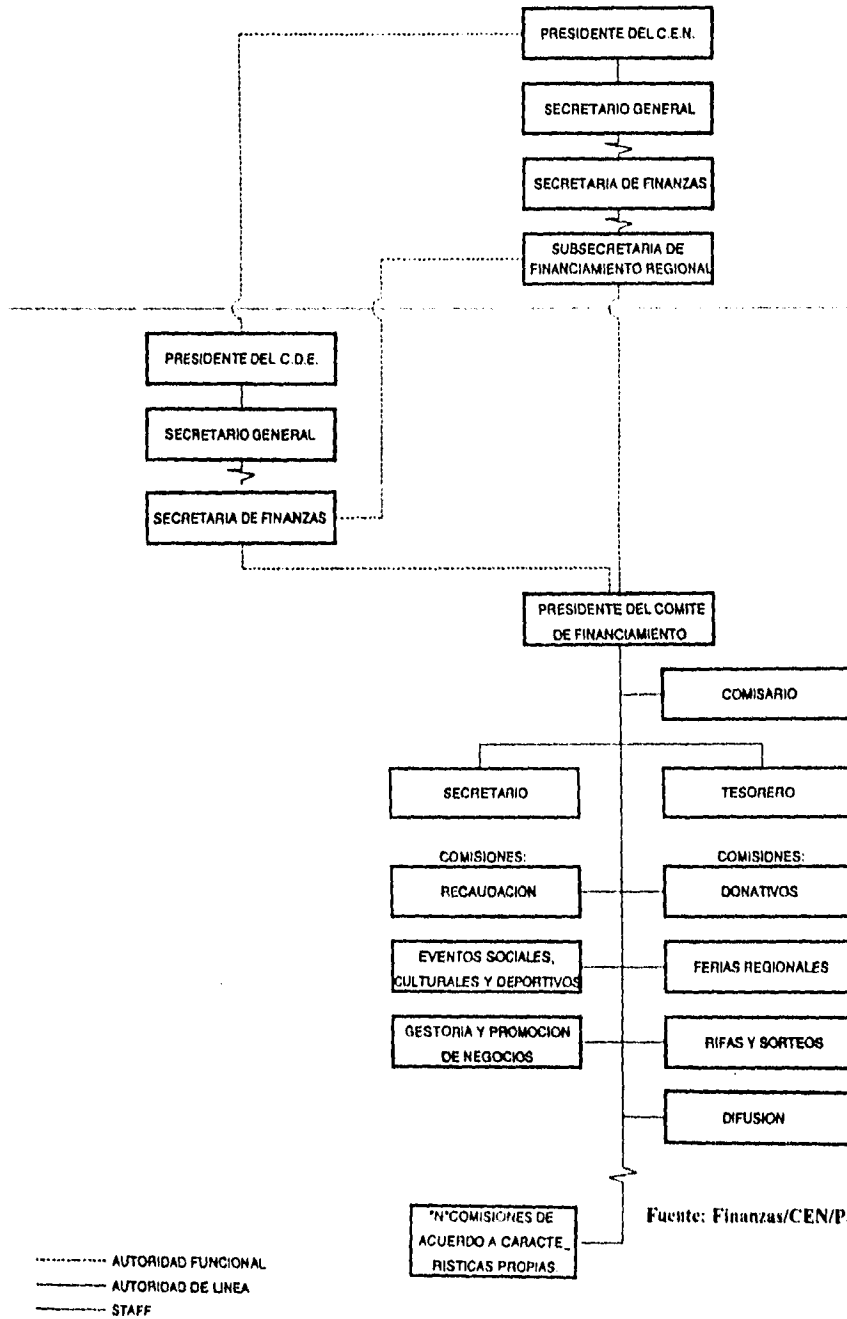 PRESIDENTE DEL C.E.N.
SECRETARIO GENERAL
SECRETARIA DE FINANZAS
SUBSECRETARIA DE
FINANCIAMIENTO REGIONAL
PRESIDENTE DEL C.D.E.
SECRETARIO GENERAL
SECRETARIA DE FINANZAS
PRESIDENTE DEL COMITE
DE FINANCIAMIENTO
COMISARIO
SECRETARIO
TESORERO
COMISIONES:
RECAUDACION
COMISIONES:
DONATIVOS
EVENTOS SOCIALES,
CULTURALES Y DEPORTIVOS
FERIAS REGIONALES
GESTORIA Y PROMOCION
DE NEGOCIOS
RIFAS Y SORTEOS
DIFUSION
"N"COMISIONES DE
ACUERDO A CARACTE_
RISTICAS PROPIAS.
Fuente: Finanzas/CEN/P
AUTORIDAD FUNCIONAL
AUTORIDAD DE LINEA
STAFF